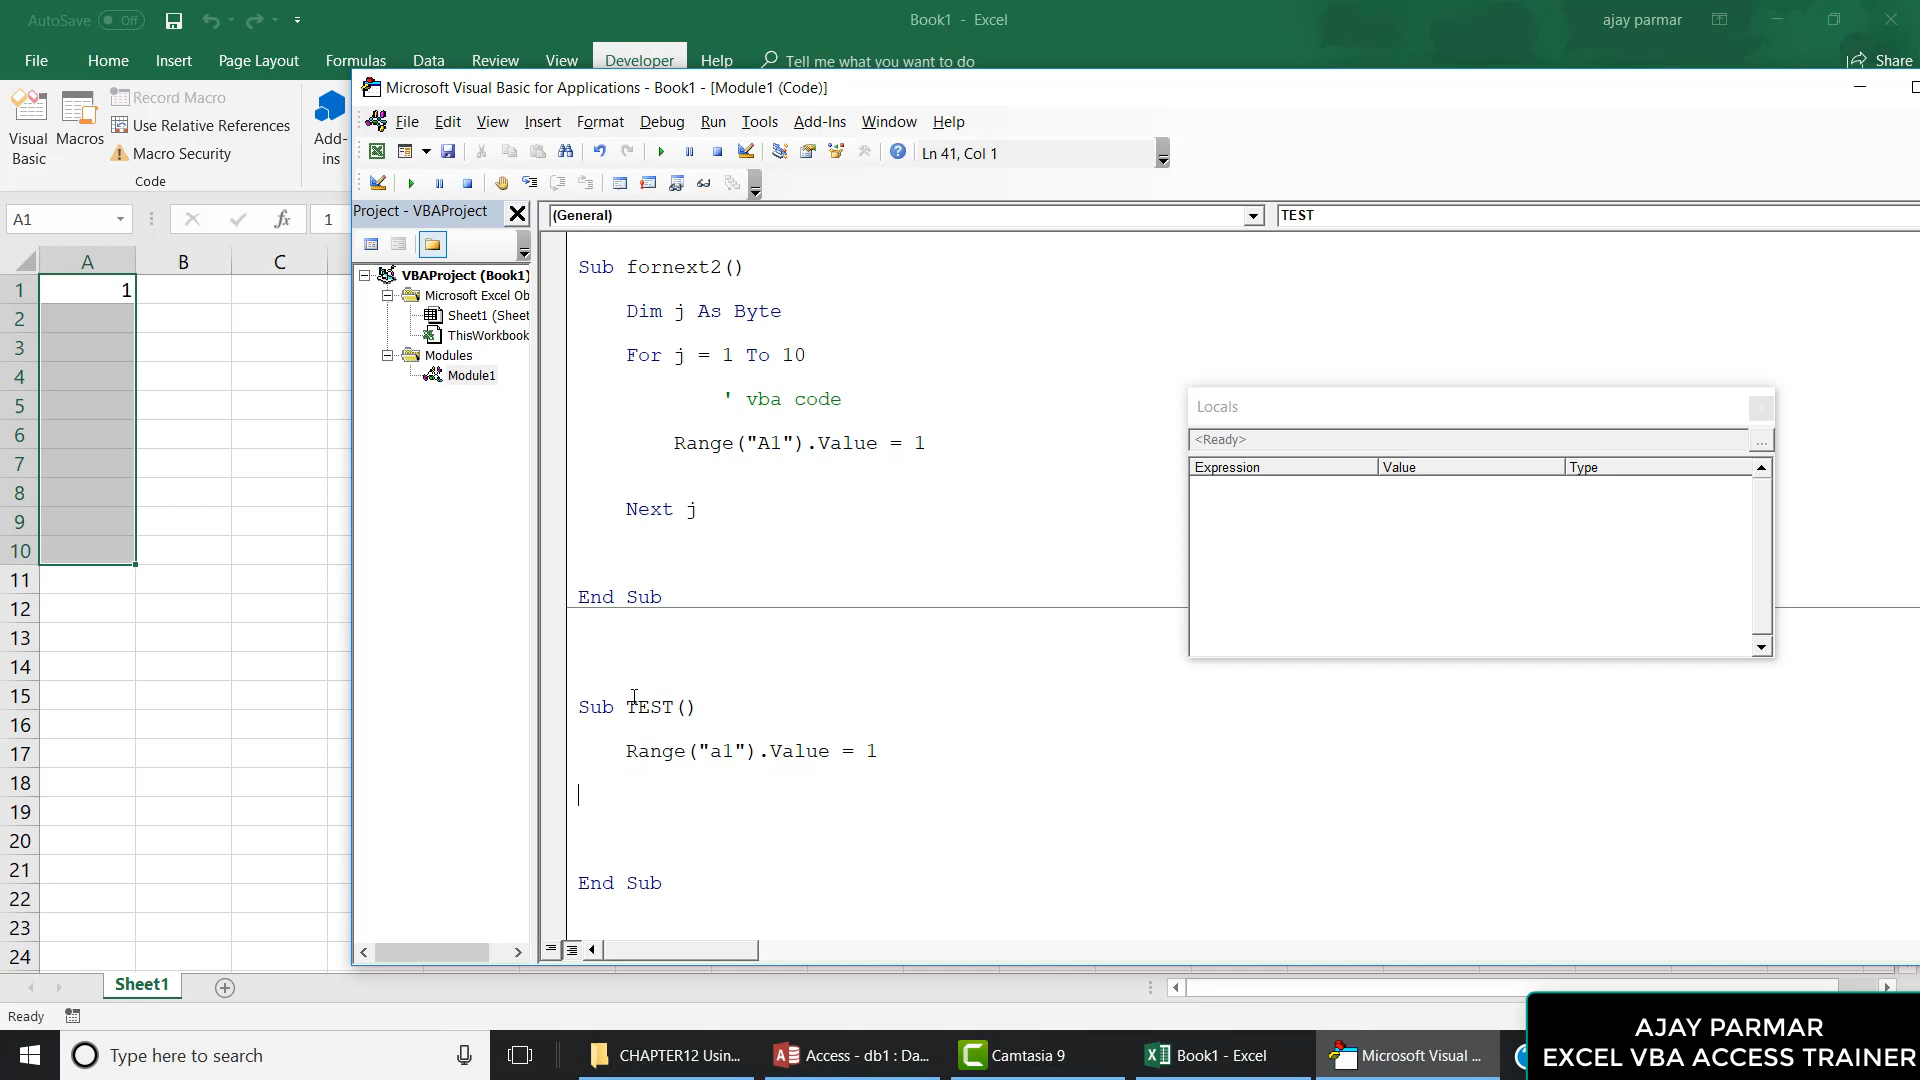 AutoSave Off
Book1 - Excel
ajay parmar
File Home Insert Page Layout Formulas Data Review View Developer Help Tell me what you want to do Share
Visual Basic
Macros
Record Macro
Use Relative References
Macro Security
Code
Add-ins
A1
fx
1
A B C
1 1
2
3
4
5
6
7
8
9
10
11
12
13
14
15
16
17
18
19
20
21
22
23
24
Microsoft Visual Basic for Applications - Book1 - [Module1 (Code)]
File Edit View Insert Format Debug Run Tools Add-Ins Window Help
Ln 41, Col 1
Project - VBAProject
VBAProject (Book1)
Microsoft Excel Ob
Sheet1 (Sheet
ThisWorkbook
Modules
Module1
(General)
TEST
Sub fornext2()
Dim j As Byte
For j = 1 To 10
' vba code
Range("A1").Value = 1
Next j
End Sub
Sub TEST()
Range("a1").Value = 1
End Sub
Locals
<Ready>
...
Expression Value Type
Sheet1
Ready
AJAY PARMAR
EXCEL VBA ACCESS TRAINER
Type here to search
CHAPTER12 Usin...
Access - db1 : Da...
Camtasia 9
Book1 - Excel
Microsoft Visual ...